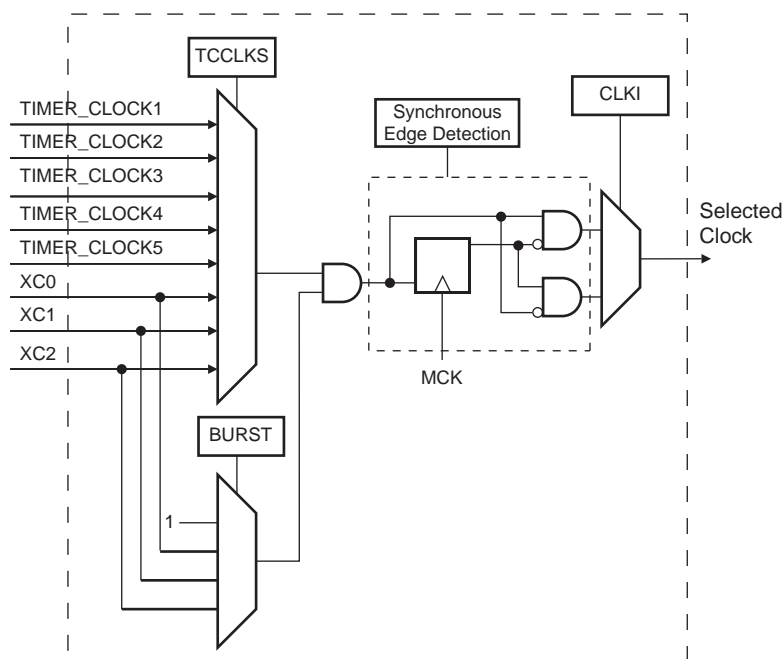 TCCLKS
TIMER_CLOCK1
TIMER_CLOCK2
TIMER_CLOCK3
TIMER_CLOCK4
TIMER_CLOCK5
XC0
XC1
XC2
Synchronous
Edge Detection
CLKI
Selected
Clock
MCK
BURST
1